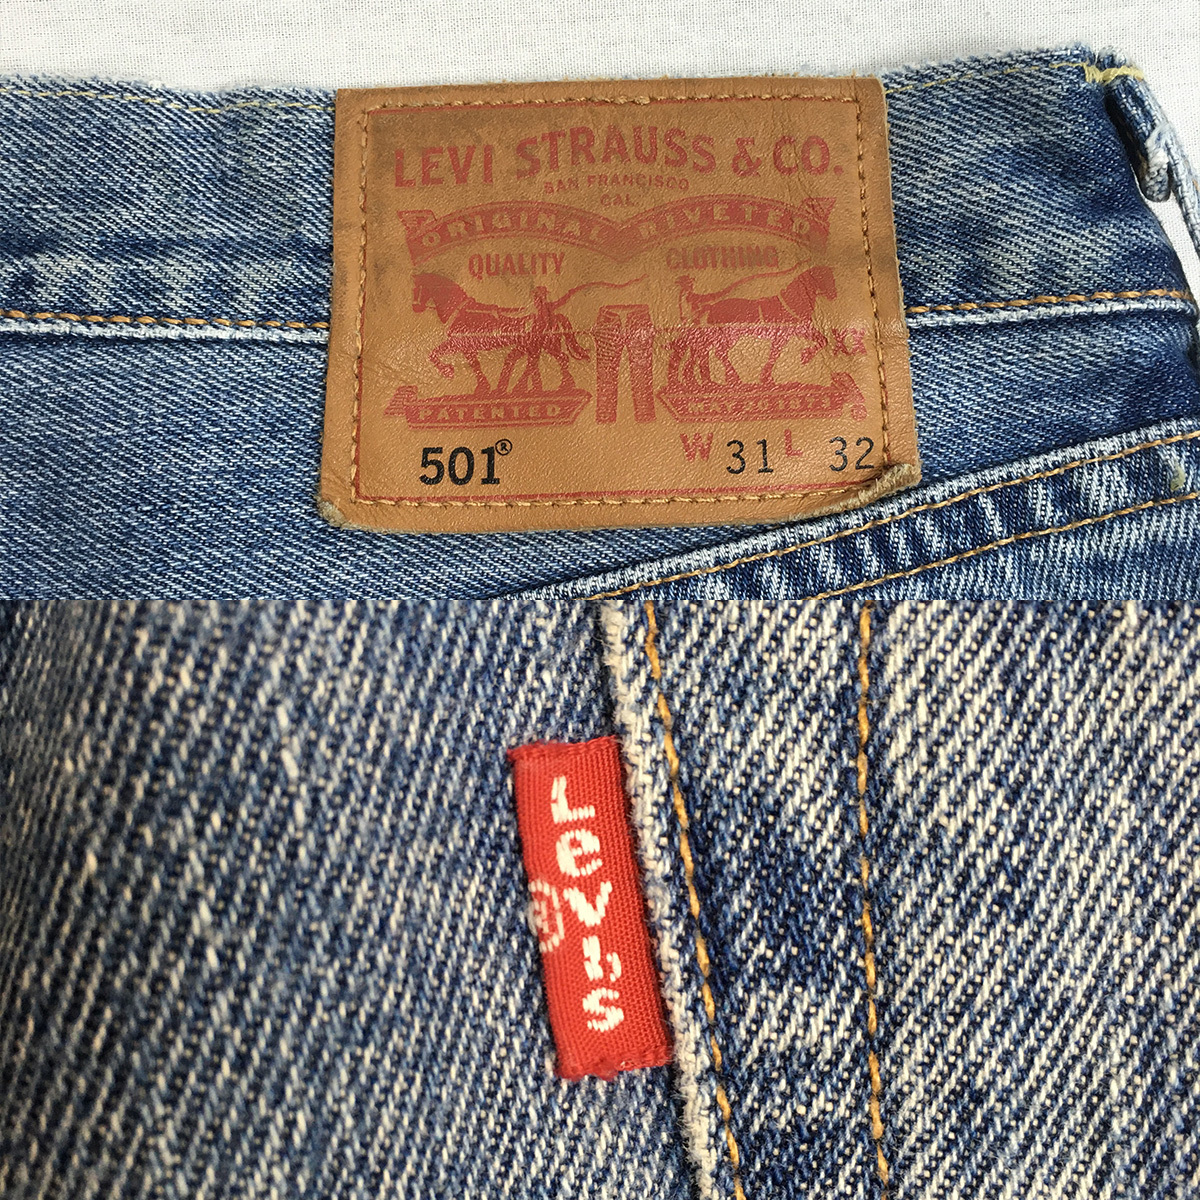 LEVI STRAUSS & CO.
SAN FRANCISCO
CAL.
ORIGINAL RIVETED
QUALITY CLOTHING
PATENTED
501®
W 31 L 32
LEVI'S
®